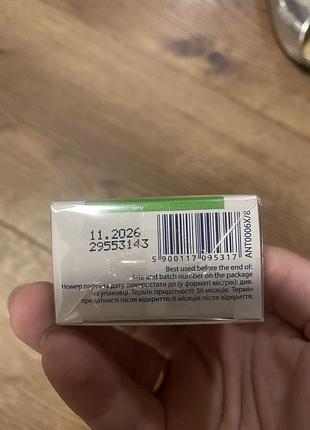 11.2026
29553143
5 900117 095317
ANT0006X/8
Best used before the end of:
date and batch number on the package
Номер партії та дату використати до (у форматі міс/рік): див.
на упаковці. Термін придатності: 36 місяців. Термін
придатності після відкриття: 6 місяців після відкриття.